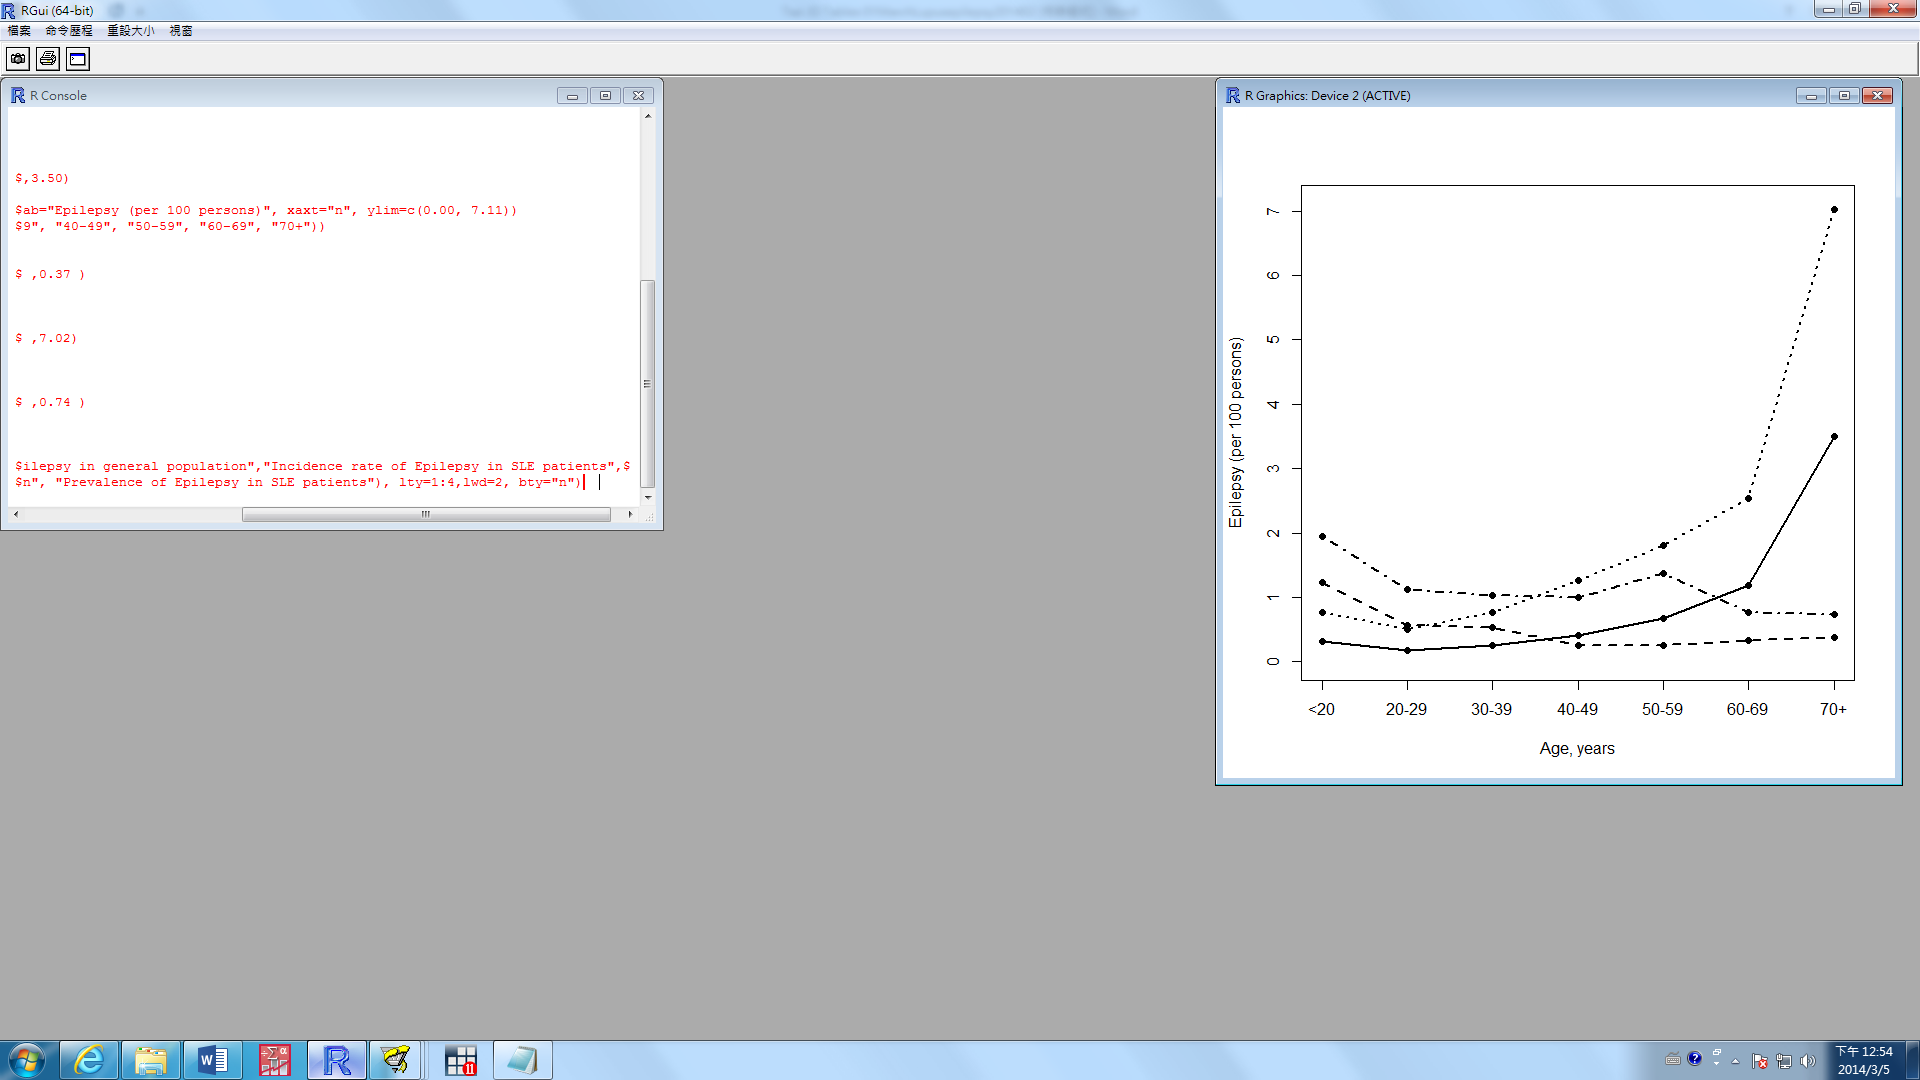 RGui (64-bit)
檔案 命令歷程 重設大小 視窗
R Console
$,3.50)
$ab="Epilepsy (per 100 persons)", xaxt="n", ylim=c(0.00, 7.11))
$9", "40-49", "50-59", "60-69", "70+"))
$ ,0.37 )
$ ,7.02)
$ ,0.74 )
$ilepsy in general population","Incidence rate of Epilepsy in SLE patients",$
$n", "Prevalence of Epilepsy in SLE patients"), lty=1:4,lwd=2, bty="n")
R Graphics: Device 2 (ACTIVE)
Epilepsy (per 100 persons)
7
6
5
4
3
2
1
0
<20 20-29 30-39 40-49 50-59 60-69 70+
Age, years
下午 12:54
2014/3/5